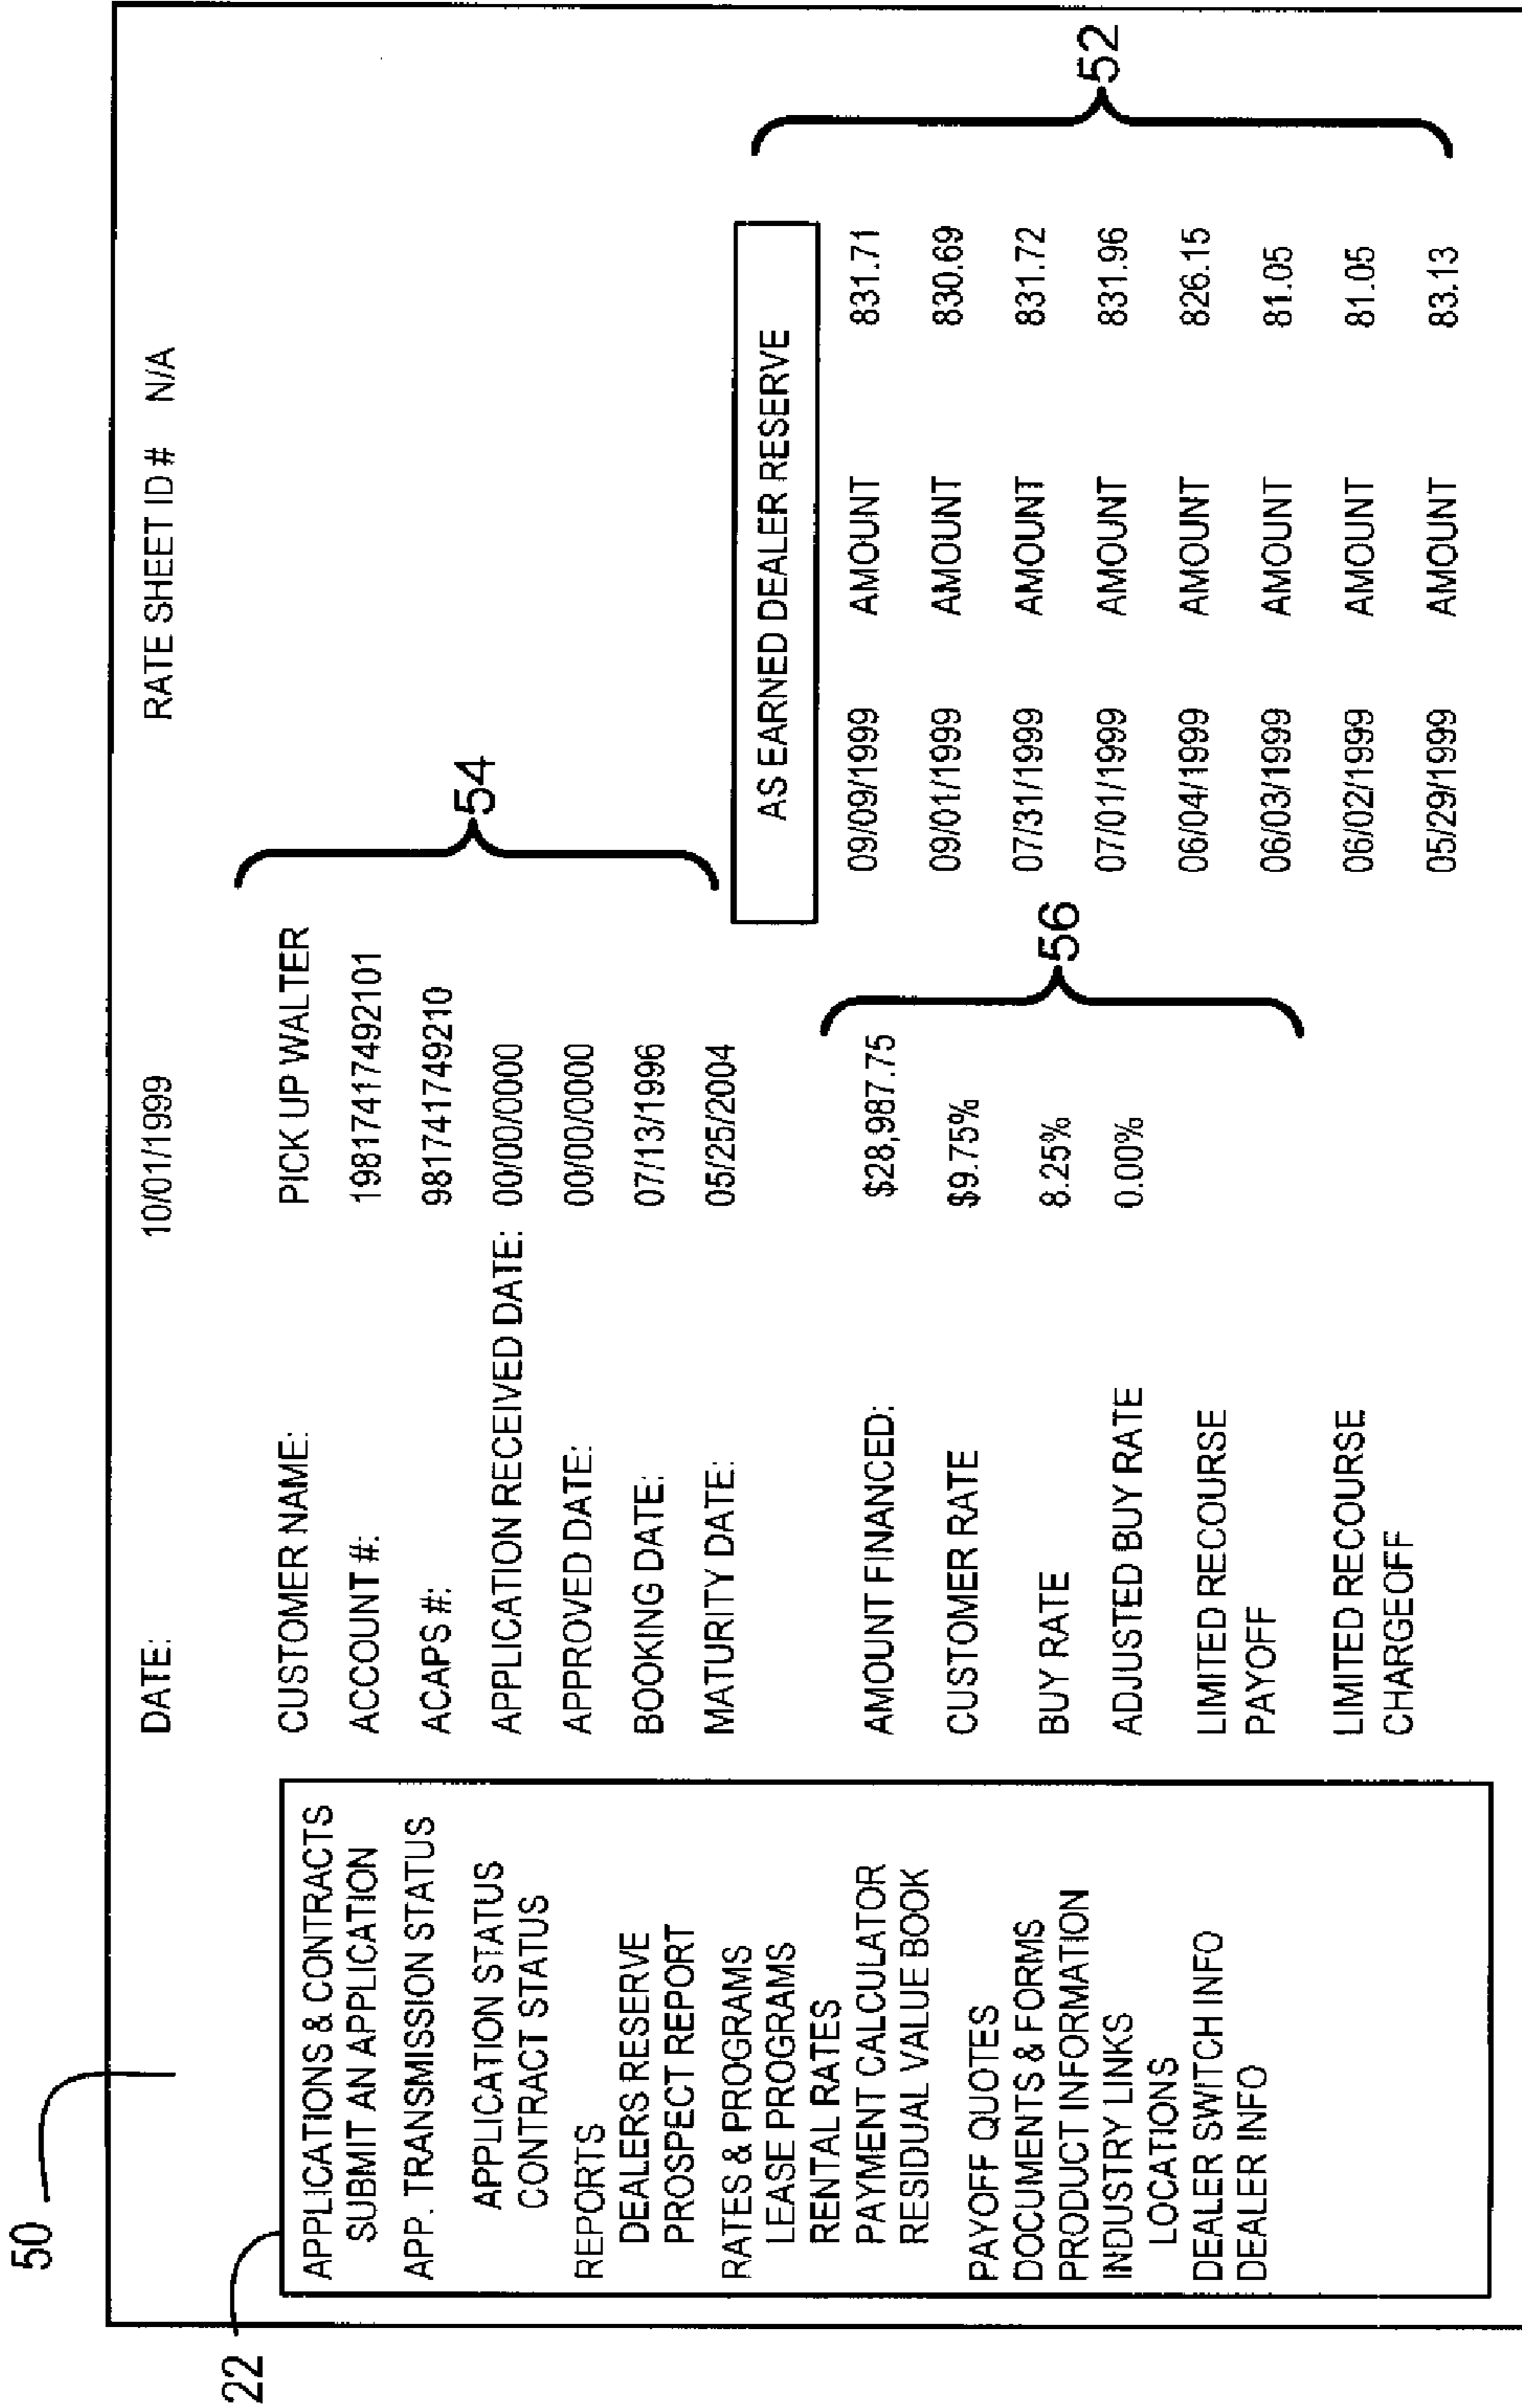 50
22
DATE: 10/01/1999 RATE SHEET ID # N/A
APPLICATIONS & CONTRACTS
SUBMIT AN APPLICATION
APP. TRANSMISSION STATUS
APPLICATION STATUS
CONTRACT STATUS
REPORTS
DEALERS RESERVE
PROSPECT REPORT
RATES & PROGRAMS
LEASE PROGRAMS
RENTAL RATES
PAYMENT CALCULATOR
RESIDUAL VALUE BOOK
PAYOFF QUOTES
DOCUMENTS & FORMS
PRODUCT INFORMATION
INDUSTRY LINKS
LOCATIONS
DEALER SWITCH INFO
DEALER INFO
CUSTOMER NAME: PICK UP WALTER
ACCOUNT #: 19817417492101
ACAPS #: 981741749210
APPLICATION RECEIVED DATE: 00/00/0000
APPROVED DATE: 00/00/0000
BOOKING DATE: 07/13/1996
MATURITY DATE: 05/25/2004
54
AMOUNT FINANCED: $28,987.75
CUSTOMER RATE $9.75%
BUY RATE 8.25%
ADJUSTED BUY RATE 0.00%
LIMITED RECOURSE
PAYOFF
LIMITED RECOURSE
CHARGEOFF
56
AS EARNED DEALER RESERVE
09/09/1999 AMOUNT 831.71
09/01/1999 AMOUNT 830.69
07/31/1999 AMOUNT 831.72
07/01/1999 AMOUNT 831.96
06/04/1999 AMOUNT 826.15
06/03/1999 AMOUNT 81.05
06/02/1999 AMOUNT 81.05
05/29/1999 AMOUNT 83.13
52